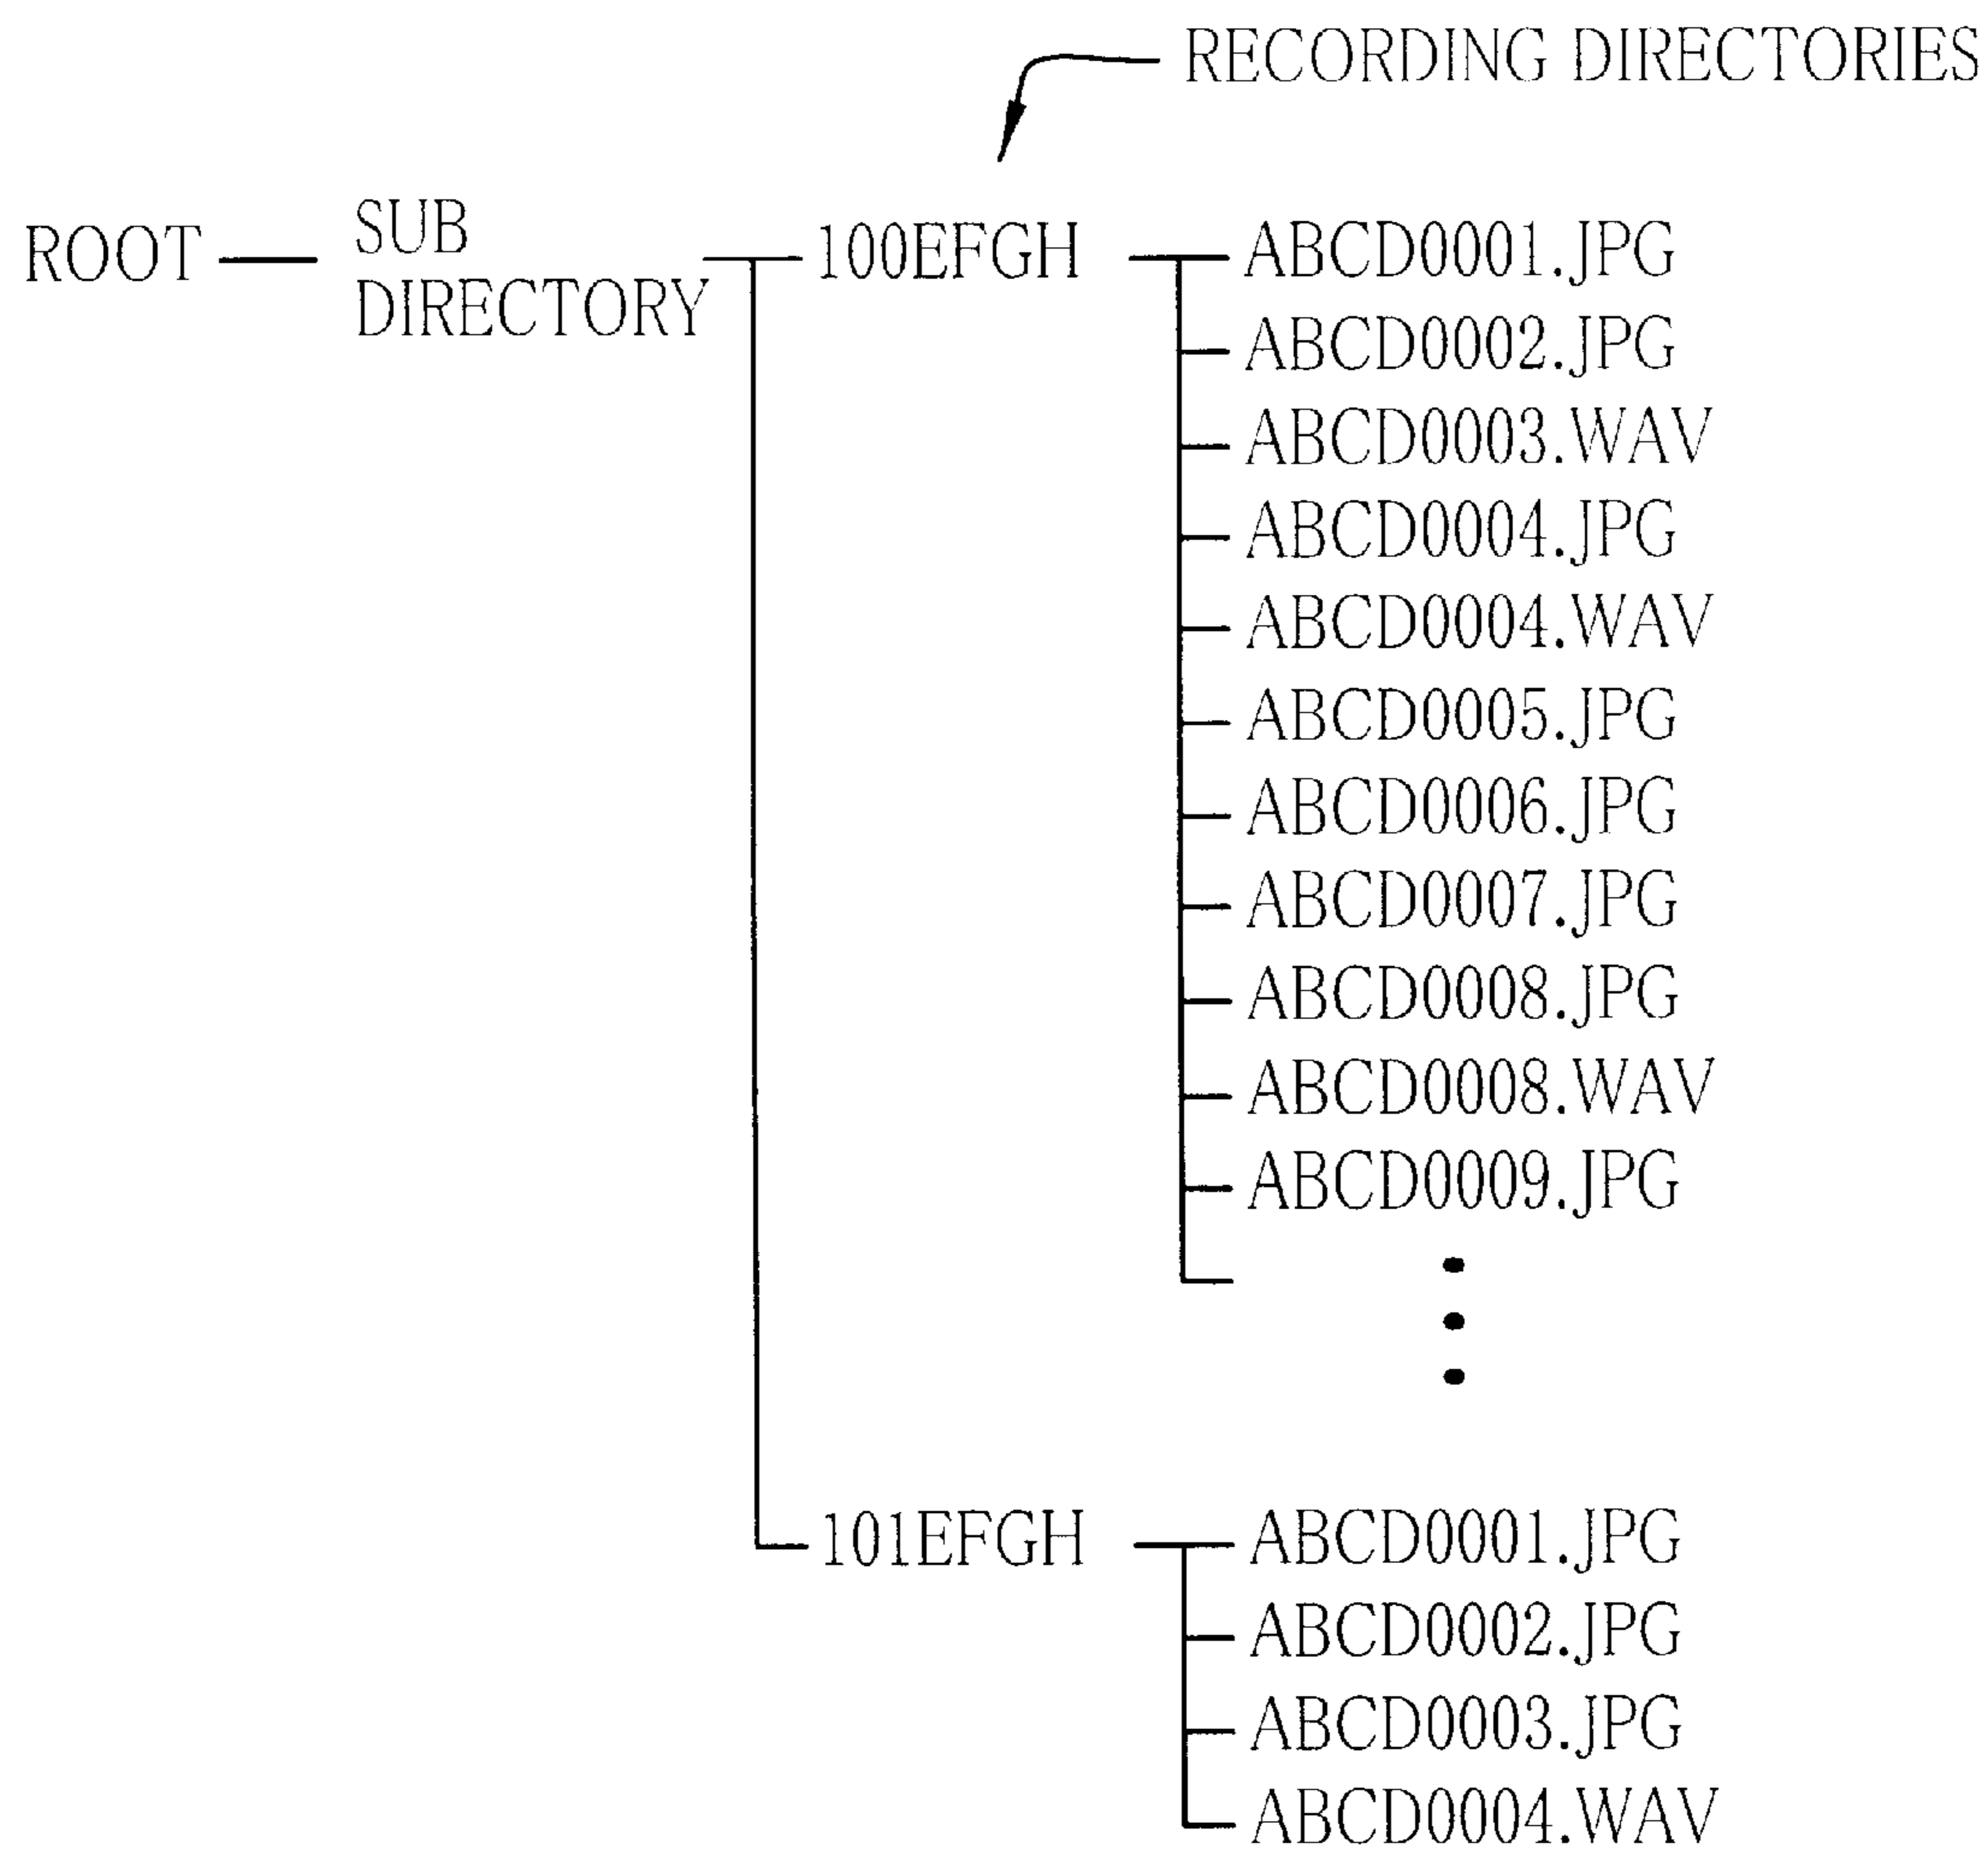 RECORDING DIRECTORIES
ROOT
SUB
DIRECTORY
100EFGH
ABCD0001.JPG
ABCD0002.JPG
ABCD0003.WAV
ABCD0004.JPG
ABCD0004.WAV
ABCD0005.JPG
ABCD0006.JPG
ABCD0007.JPG
ABCD0008.JPG
ABCD0008.WAV
ABCD0009.JPG
101EFGH
ABCD0001.JPG
ABCD0002.JPG
ABCD0003.JPG
ABCD0004.WAV